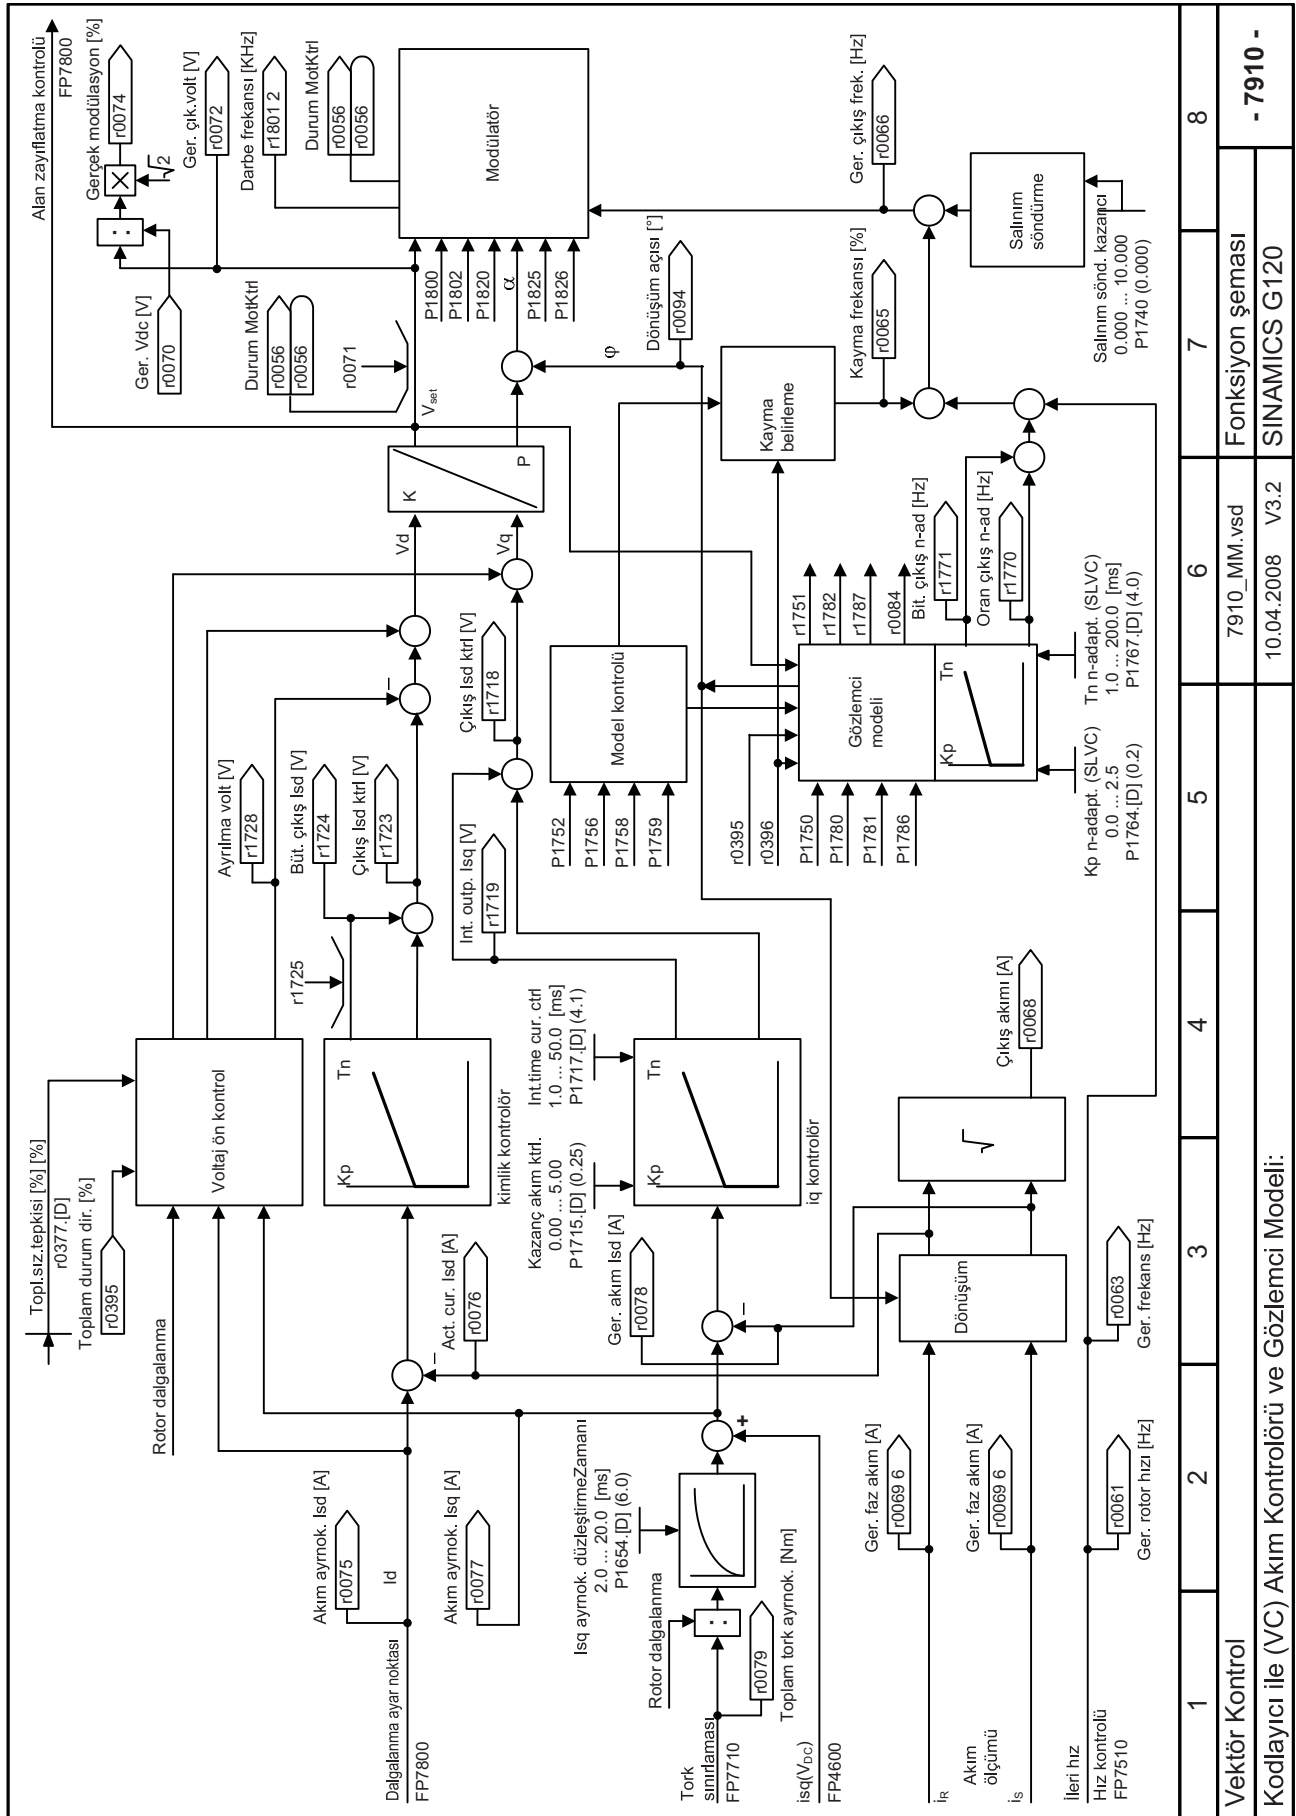 Alan zayıflatma kontrolü
FP7800
Gerçek modülasyon [%]
r0074
√2
Ger. çık.volt [V]
r0072
Darbe frekansı [KHz]
r1801 2
Durum MotKtrl
r0056
r0056
Modülatör
Ger. Vdc [V]
r0070
Durum MotKtrl
r0056
r0056
r0071
Vset
P1800
P1802
P1820
α
P1825
P1826
φ
Dönüşüm açısı [°]
r0094
Kayma frekansı [%]
r0065
Ger. çıkış frek. [Hz]
r0066
Salınım
söndürme
Salınım sönd. kazancı
0.000 ... 10.000
P1740 (0.000)
Kayma
belirleme
K
P
Vd
Vq
Topl.sız.tepkisi [%] [%]
r0377.[D]
Toplam durum dir. [%]
r0395
Rotor dalgalanma
Voltaj ön kontrol
Ayrılma volt [V]
r1728
Büt. çıkış Isd [V]
r1724
Çıkış Isd ktrl [V]
r1723
r1725
Kp
Tn
kimlik kontrolör
Act. cur. Isd [A]
r0076
Akım ayrnok. Isd [A]
r0075
Id
Dalgalanma ayar noktası
FP7800
Akım ayrnok. Isq [A]
r0077
Int. outp. Isq [V]
r1719
Çıkış Isd ktrl [V]
r1718
Kazanç akım ktrl.
0.00 ... 5.00
P1715.[D] (0.25)
Int.time cur. ctrl
1.0 ... 50.0 [ms]
P1717.[D] (4.1)
Kp
Tn
iq kontrolör
Ger. akım Isd [A]
r0078
Isq ayrnok. düzleştirmeZamanı
2.0 ... 20.0 [ms]
P1654.[D] (6.0)
Rotor dalgalanma
r0079
Toplam tork ayrnok. [Nm]
Tork
sınırlaması
FP7710
isq(VDC)
FP4600
+
Model kontrolü
P1752
P1756
P1758
P1759
r0395
r0396
P1750
P1780
P1781
P1786
Gözlemci
modeli
Kp
Tn
r1751
r1782
r1787
r0084
Bit. çıkış n-ad [Hz]
r1771
Oran çıkış n-ad [Hz]
r1770
Kp n-adapt. (SLVC)
0.0 ... 2.5
P1764.[D] (0.2)
Tn n-adapt. (SLVC)
1.0 ... 200.0 [ms]
P1767.[D] (4.0)
Çıkış akımı [A]
r0068
√
Dönüşüm
Ger. faz akım [A]
r0069 6
Ger. faz akım [A]
r0069 6
iR
Akım
ölçümü
iS
r0063
Ger. frekans [Hz]
r0061
Ger. rotor hızı [Hz]
İleri hız
Hız kontrolü
FP7510
1
2
3
4
5
6
7
8
Vektör Kontrol
7910_MM.vsd
Fonksiyon şeması
- 7910 -
Kodlayıcı ile (VC) Akım Kontrolörü ve Gözlemci Modeli:
10.04.2008 V3.2
SINAMICS G120